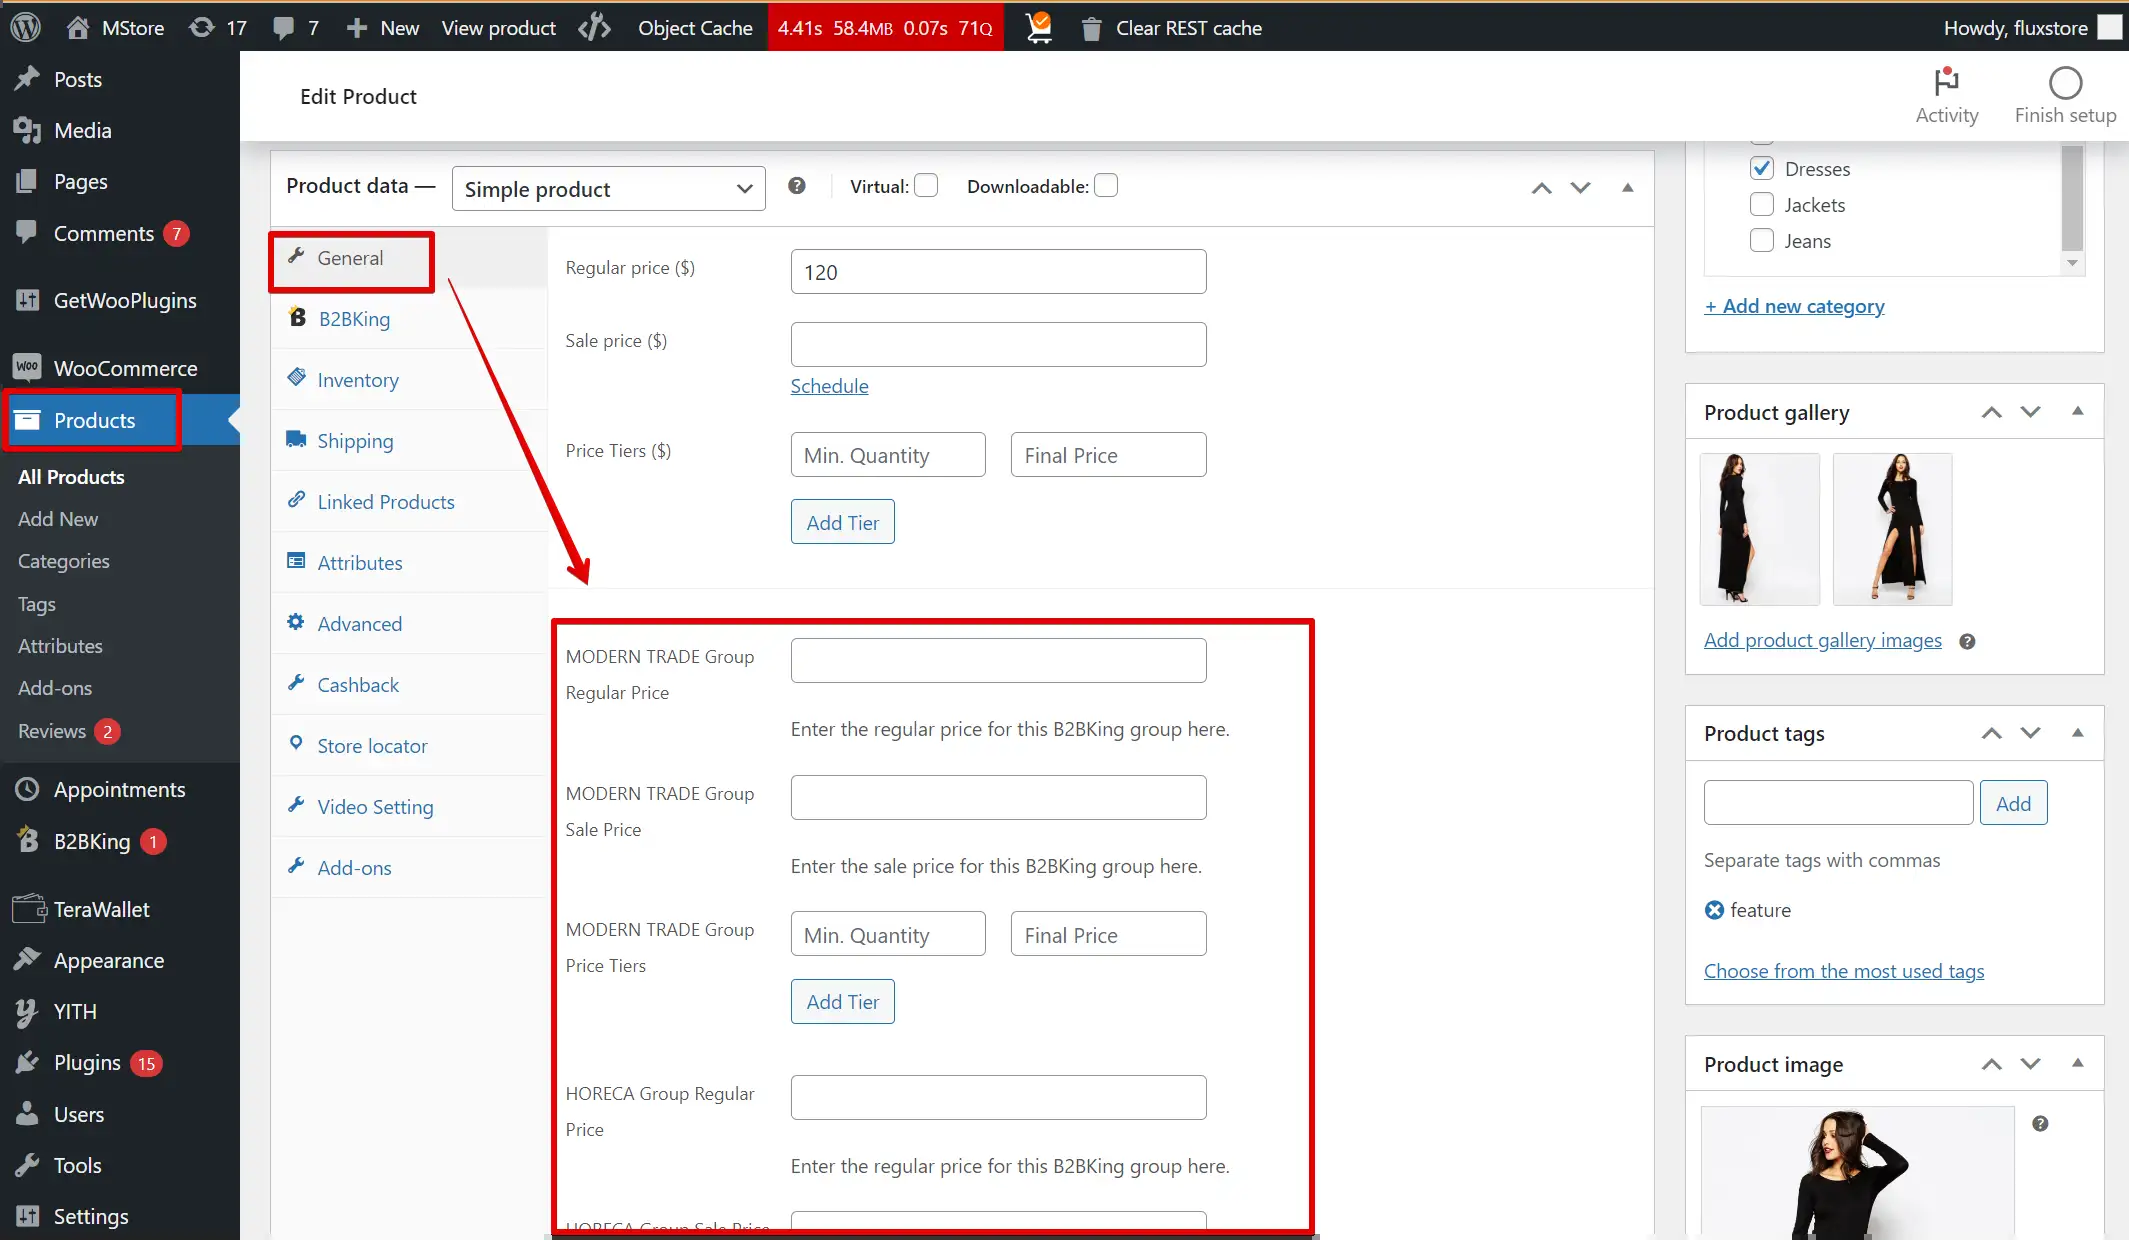 MStore 17 7 New View product Object Cache 4.41s 58.4MB 0.07s 71Q Clear REST cache Howdy, fluxstore
Posts
Media
Pages
Comments 7
GetWooPlugins
WooCommerce
Products
All Products
Add New
Categories
Tags
Attributes
Add-ons
Reviews 2
Appointments
B2BKing 1
TeraWallet
Appearance
YITH
Plugins 15
Users
Tools
Settings
Edit Product
Activity
Finish setup
Product data — Simple product Virtual: Downloadable:
General
B2BKing
Inventory
Shipping
Linked Products
Attributes
Advanced
Cashback
Store locator
Video Setting
Add-ons
Regular price ($) 120
Sale price ($)
Schedule
Price Tiers ($) Min. Quantity Final Price
Add Tier
MODERN TRADE Group
Regular Price
Enter the regular price for this B2BKing group here.
MODERN TRADE Group
Sale Price
Enter the sale price for this B2BKing group here.
MODERN TRADE Group
Price Tiers
Min. Quantity Final Price
Add Tier
HORECA Group Regular
Price
Enter the regular price for this B2BKing group here.
HORECA Group Sale Price
Dresses
Jackets
Jeans
+ Add new category
Product gallery
Add product gallery images
Product tags
Add
Separate tags with commas
feature
Choose from the most used tags
Product image